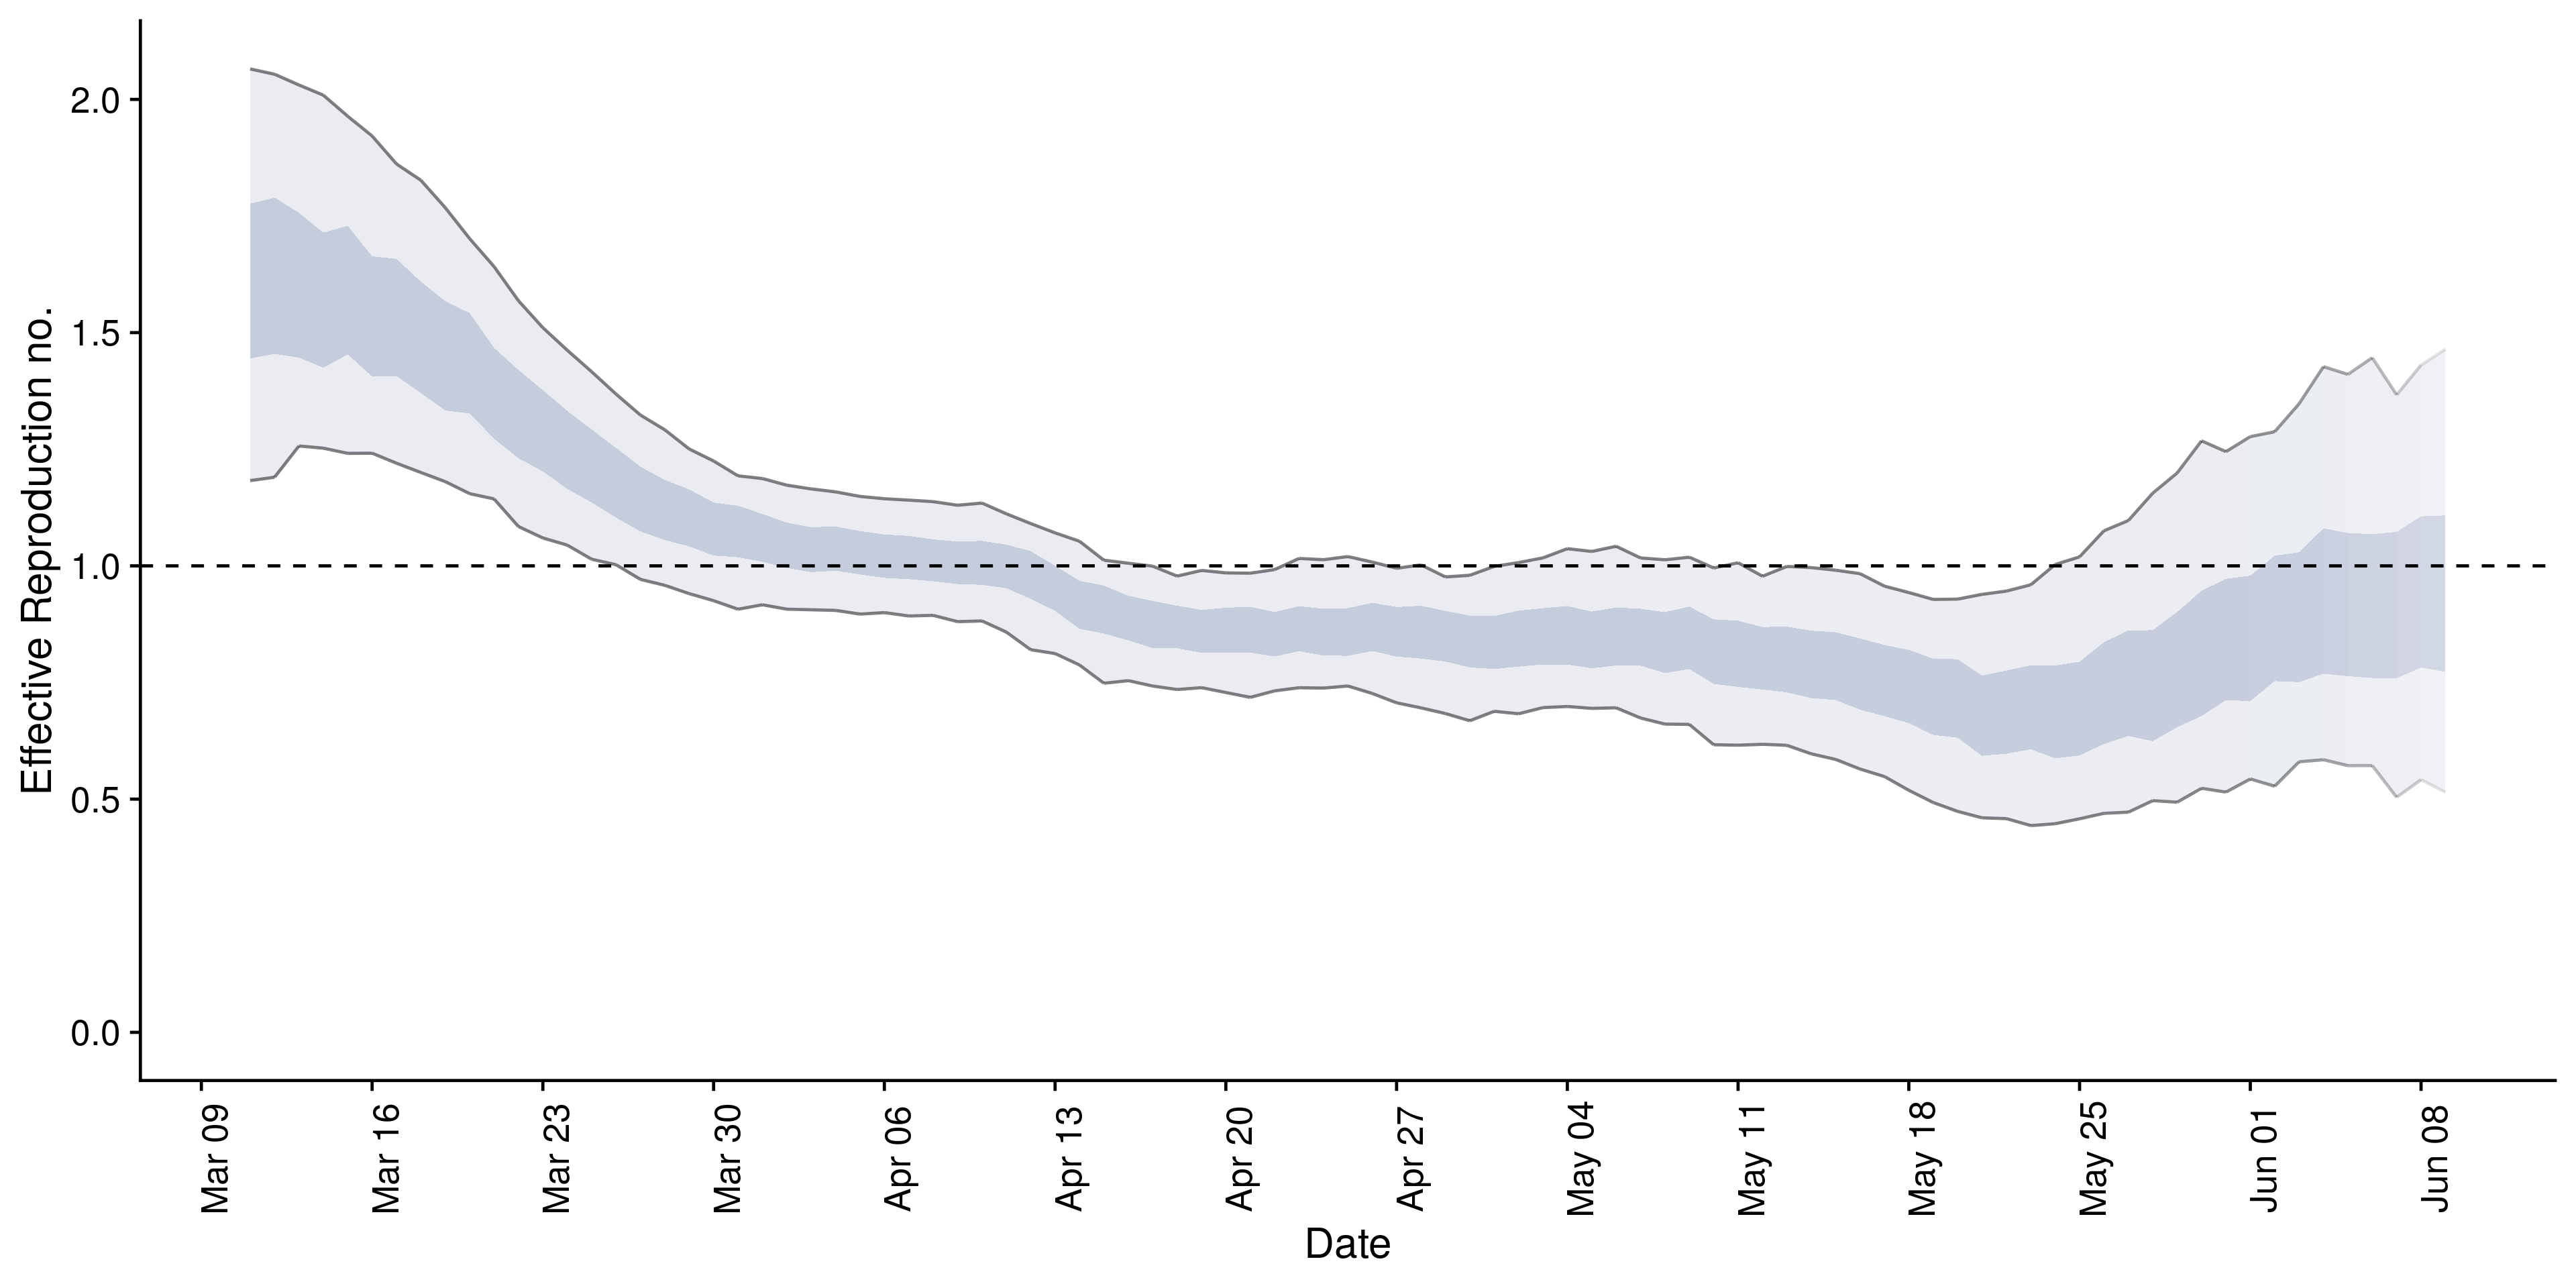 Effective Reproduction no.
2.0
1.5
1.0
0.5
0.0
Mar 09
Mar 16
Mar 23
Mar 30
Apr 06
Apr 13
Apr 20
Apr 27
May 04
May 11
May 18
May 25
Jun 01
Jun 08
Date